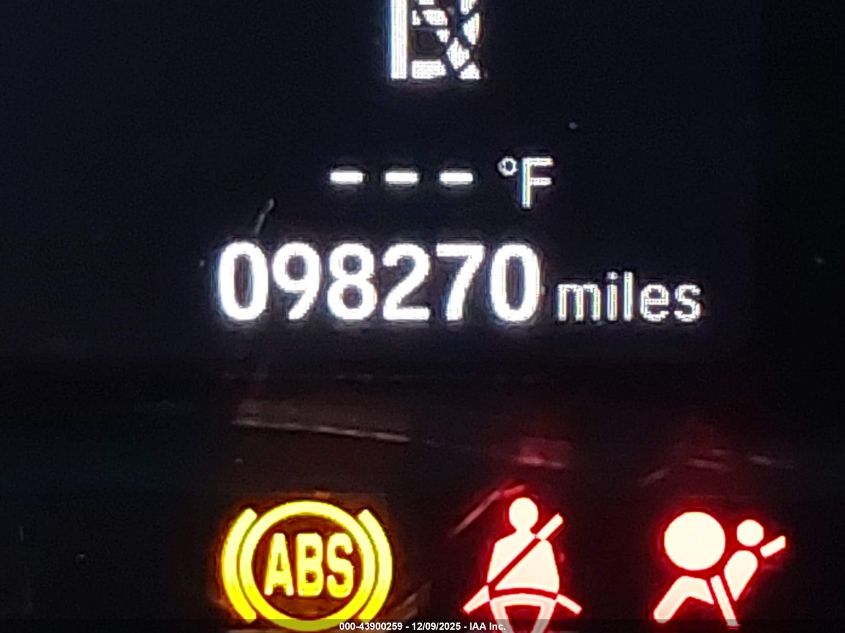 --- °F
098270 miles
ABS
000-43900259 - 12/09/2025 - IAA Inc.